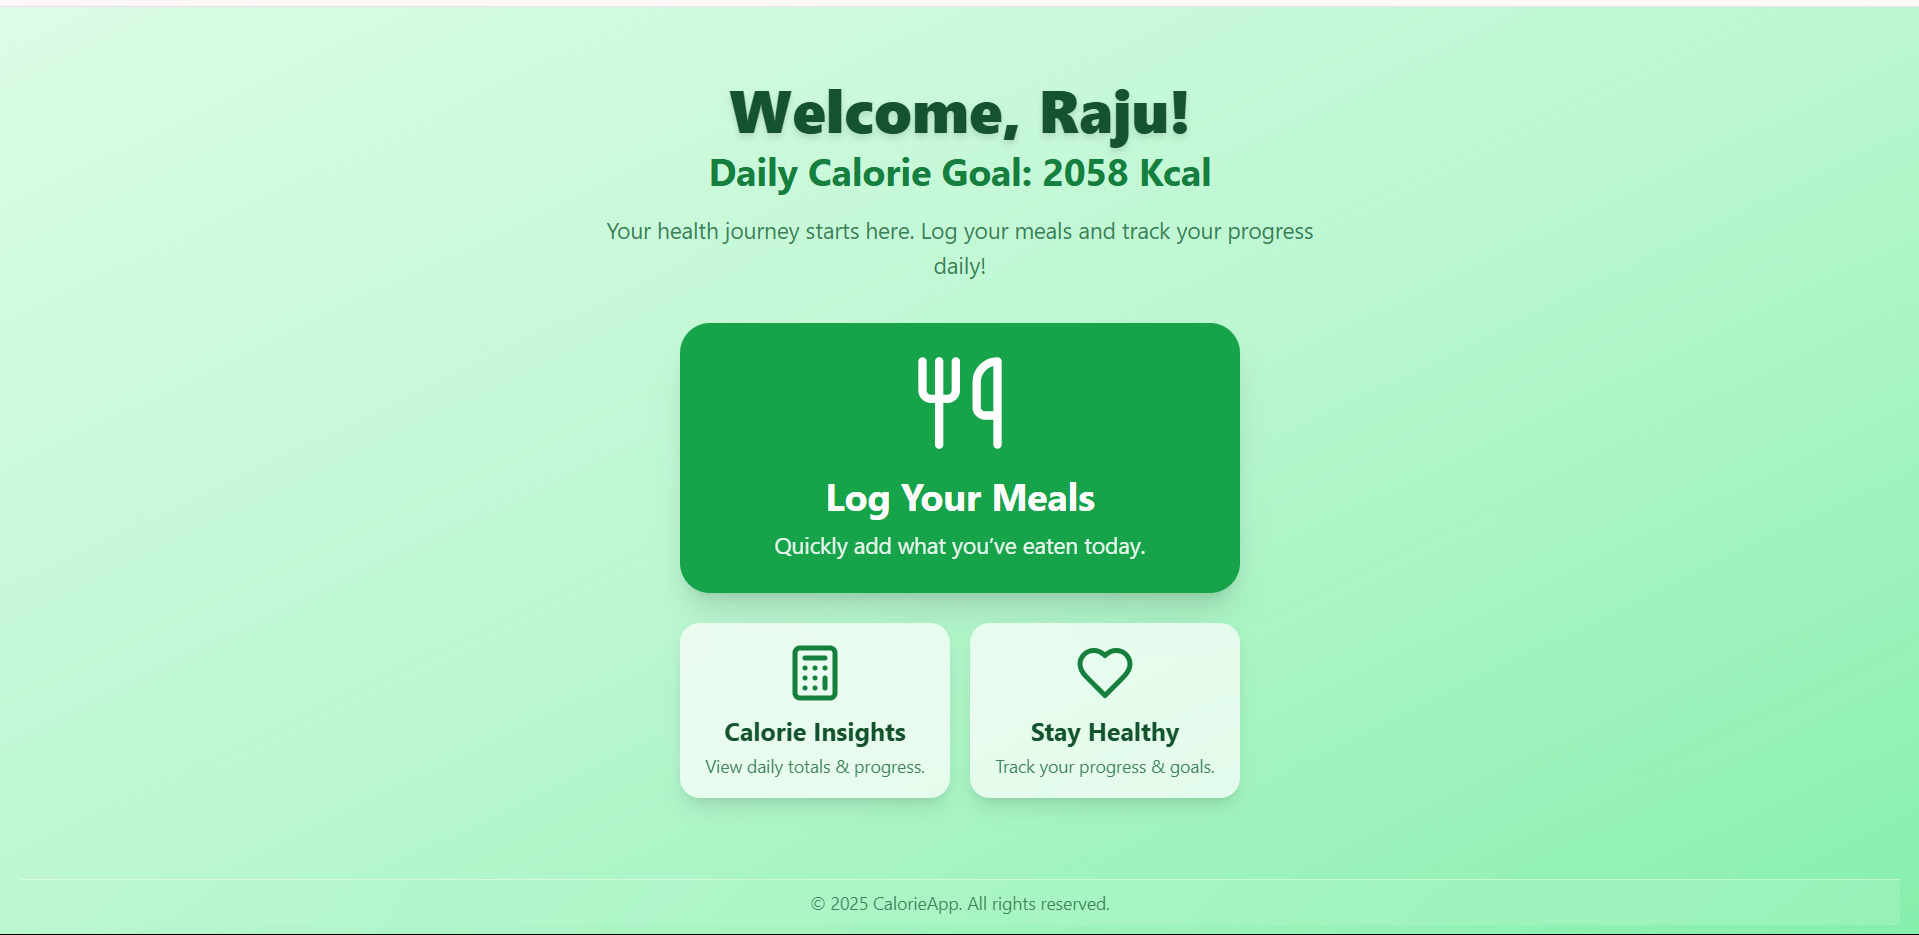 Welcome, Raju!
Daily Calorie Goal: 2058 Kcal
Your health journey starts here. Log your meals and track your progress
daily!
Log Your Meals
Quickly add what you’ve eaten today.
Calorie Insights
View daily totals & progress.
Stay Healthy
Track your progress & goals.
© 2025 CalorieApp. All rights reserved.